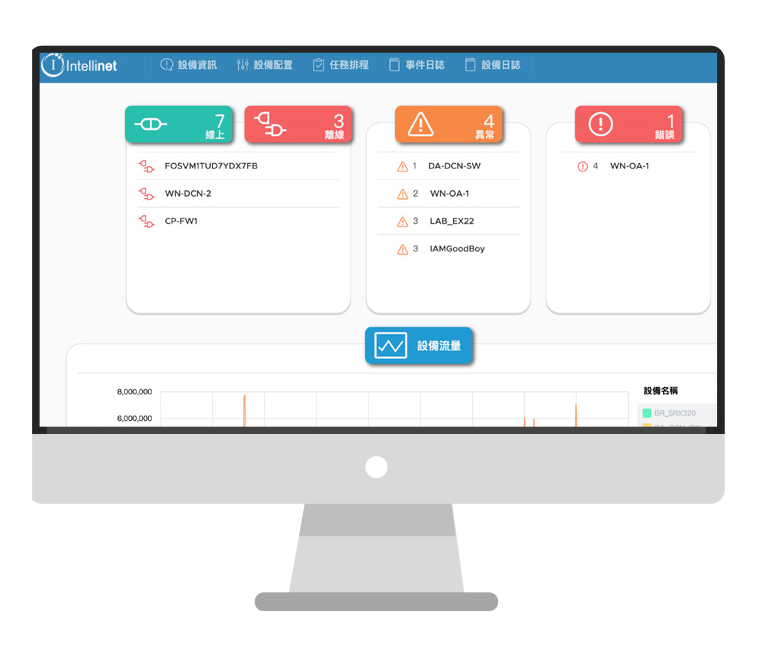 Intellinet 設備資訊 設備配置 任務排程 事件日誌 設備日誌
7 線上
3 離線
4 異常
1 錯誤
FOSVM1TUD7YDX7FB
WN-DCN-2
CP-FW1
1 DA-DCN-SW
2 WN-OA-1
3 LAB_EX22
3 IAMGoodBoy
4 WN-OA-1
設備流量
8,000,000
6,000,000
設備名稱
BR_SRX320